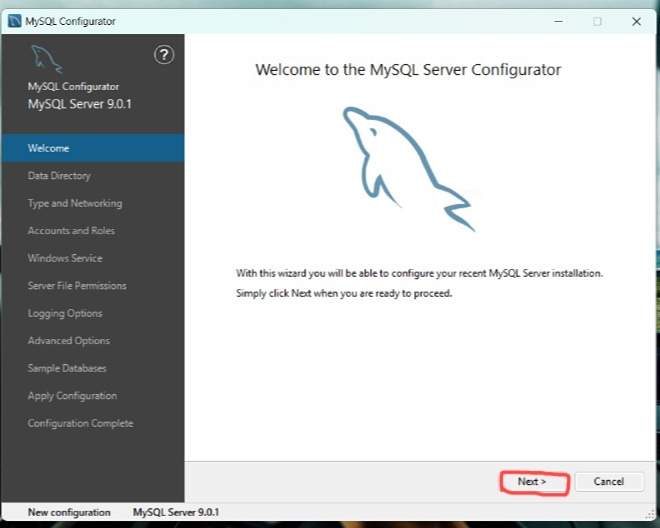 MySQL Configurator
?
MySQL Configurator
MySQL Server 9.0.1
Welcome
Data Directory
Type and Networking
Accounts and Roles
Windows Service
Server File Permissions
Logging Options
Advanced Options
Sample Databases
Apply Configuration
Configuration Complete
Welcome to the MySQL Server Configurator
With this wizard you will be able to configure your recent MySQL Server installation.
Simply click Next when you are ready to proceed.
Next >
Cancel
New configuration
MySQL Server 9.0.1